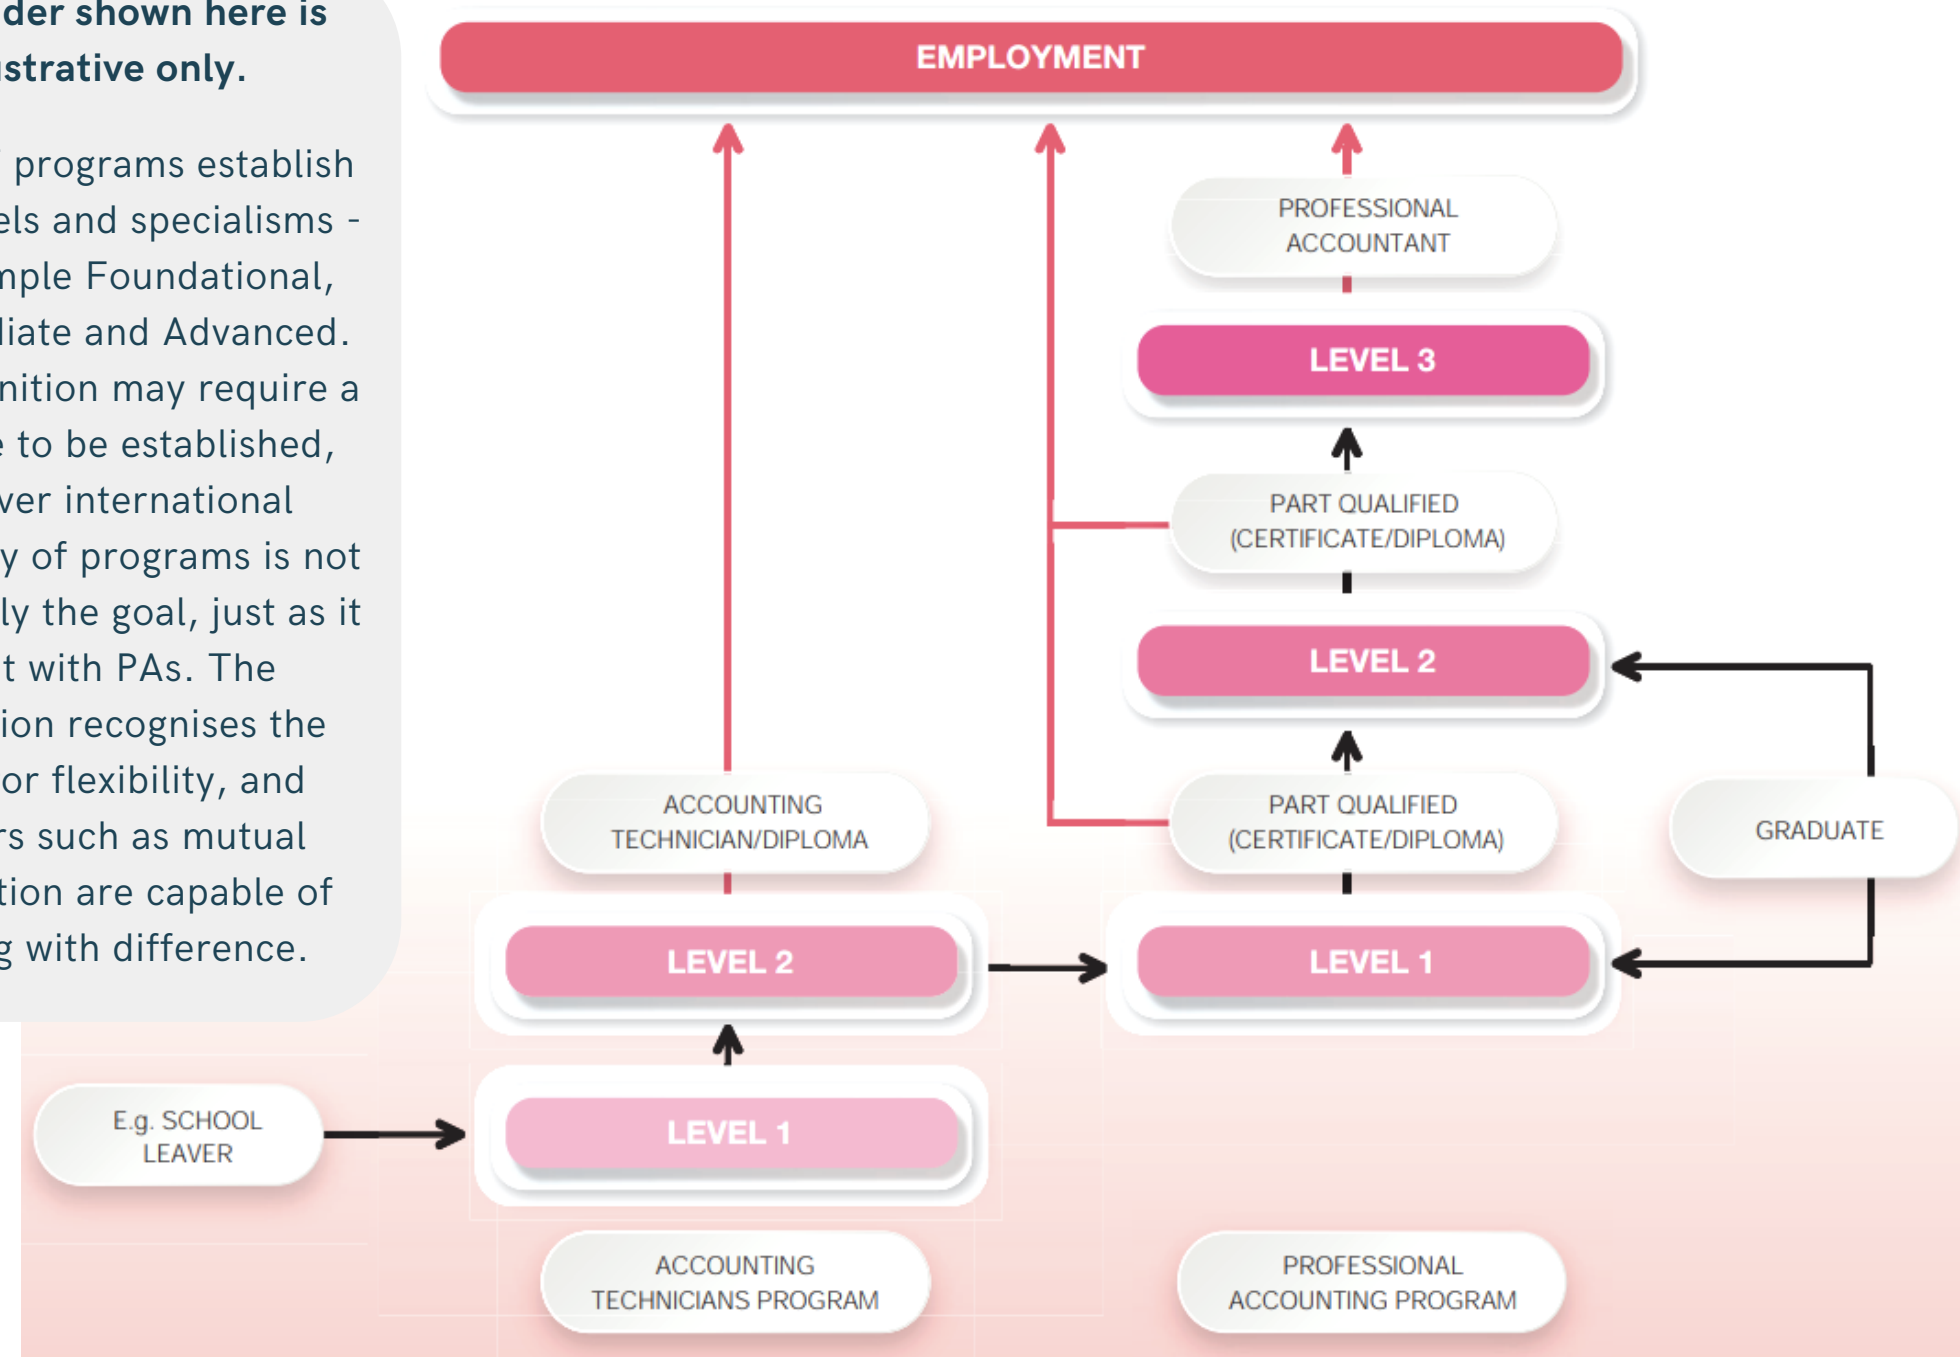 der shown here is
strative only.
programs establish
els and specialisms -
mple Foundational,
liate and Advanced.
nition may require a
e to be established,
ver international
y of programs is not
ly the goal, just as it
t with PAs. The
ion recognises the
or flexibility, and
rs such as mutual
tion are capable of
g with difference.
EMPLOYMENT
PROFESSIONAL
ACCOUNTANT
LEVEL 3
PART QUALIFIED
(CERTIFICATE/DIPLOMA)
LEVEL 2
ACCOUNTING
TECHNICIAN/DIPLOMA
PART QUALIFIED
(CERTIFICATE/DIPLOMA)
GRADUATE
LEVEL 2
LEVEL 1
E.g. SCHOOL
LEAVER
LEVEL 1
ACCOUNTING
TECHNICIANS PROGRAM
PROFESSIONAL
ACCOUNTING PROGRAM